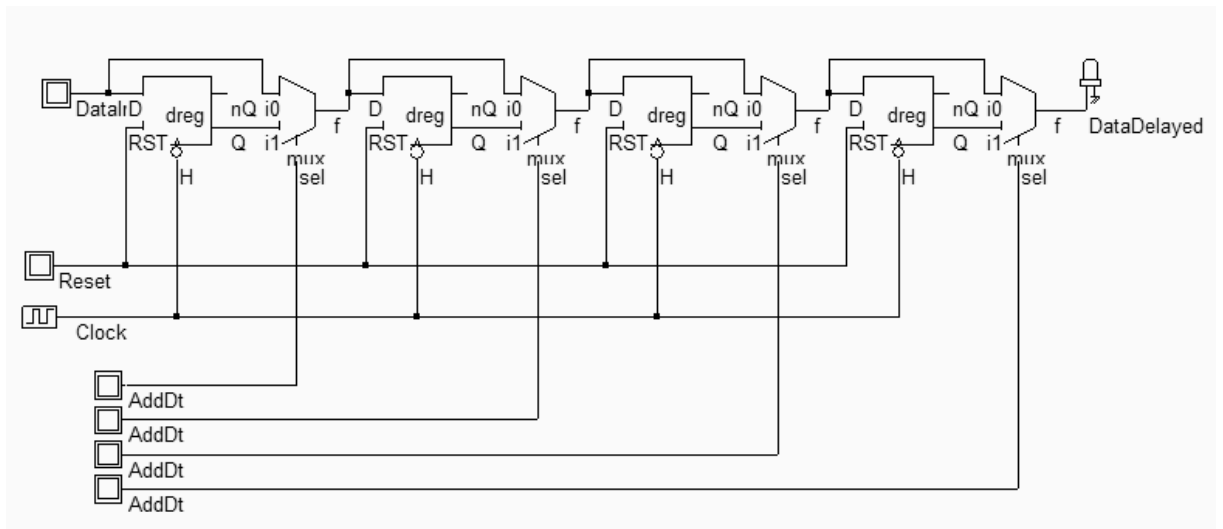 DataIn D dreg nQ i0 f D dreg nQ i0 f D dreg nQ i0 f D dreg nQ i0 f DataDelayed
RST Q i1 RST Q i1 RST Q i1 RST Q i1
mux mux mux mux
H sel H sel H sel H sel
Reset
Clock
AddDt
AddDt
AddDt
AddDt